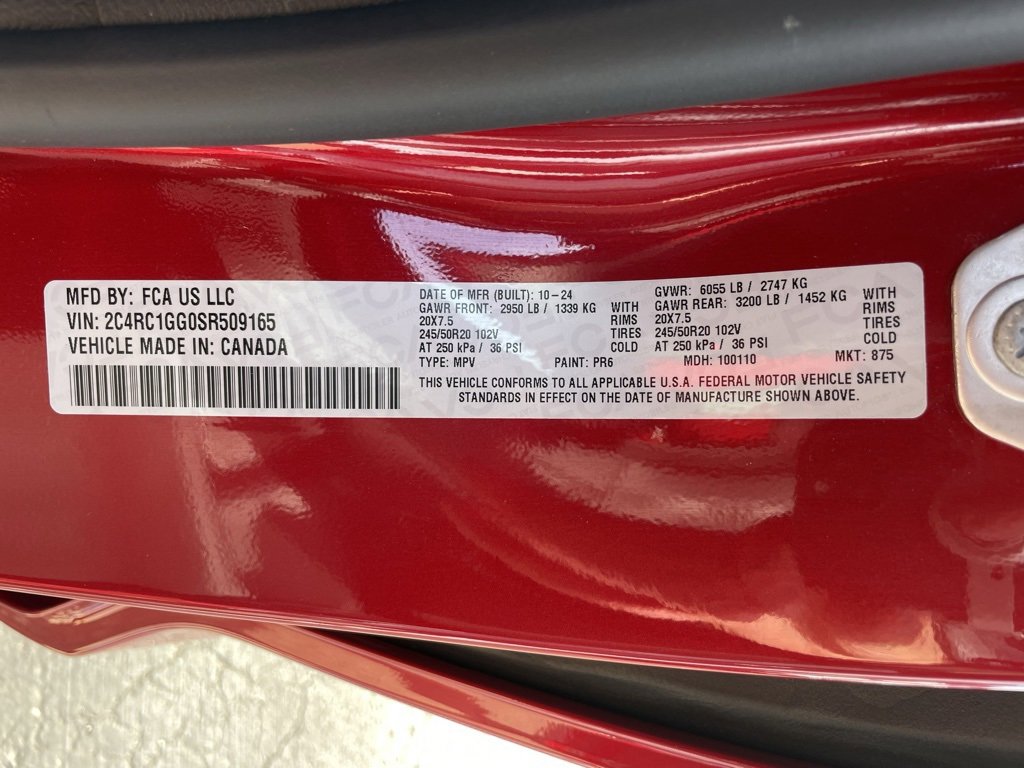 MFD BY: FCA US LLC
VIN: 2C4RC1GG0SR509165
VEHICLE MADE IN: CANADA
DATE OF MFR (BUILT): 10-24
GAWR FRONT: 2950 LB / 1339 KG WITH
20X7.5 RIMS
245/50R20 102V TIRES
AT 250 kPa / 36 PSI COLD
TYPE: MPV PAINT: PR6
GVWR: 6055 LB / 2747 KG
GAWR REAR: 3200 LB / 1452 KG WITH
20X7.5 RIMS
245/50R20 102V TIRES
AT 250 kPa / 36 PSI COLD
MDH: 100110 MKT: 875
THIS VEHICLE CONFORMS TO ALL APPLICABLE U.S.A. FEDERAL MOTOR VEHICLE SAFETY
STANDARDS IN EFFECT ON THE DATE OF MANUFACTURE SHOWN ABOVE.